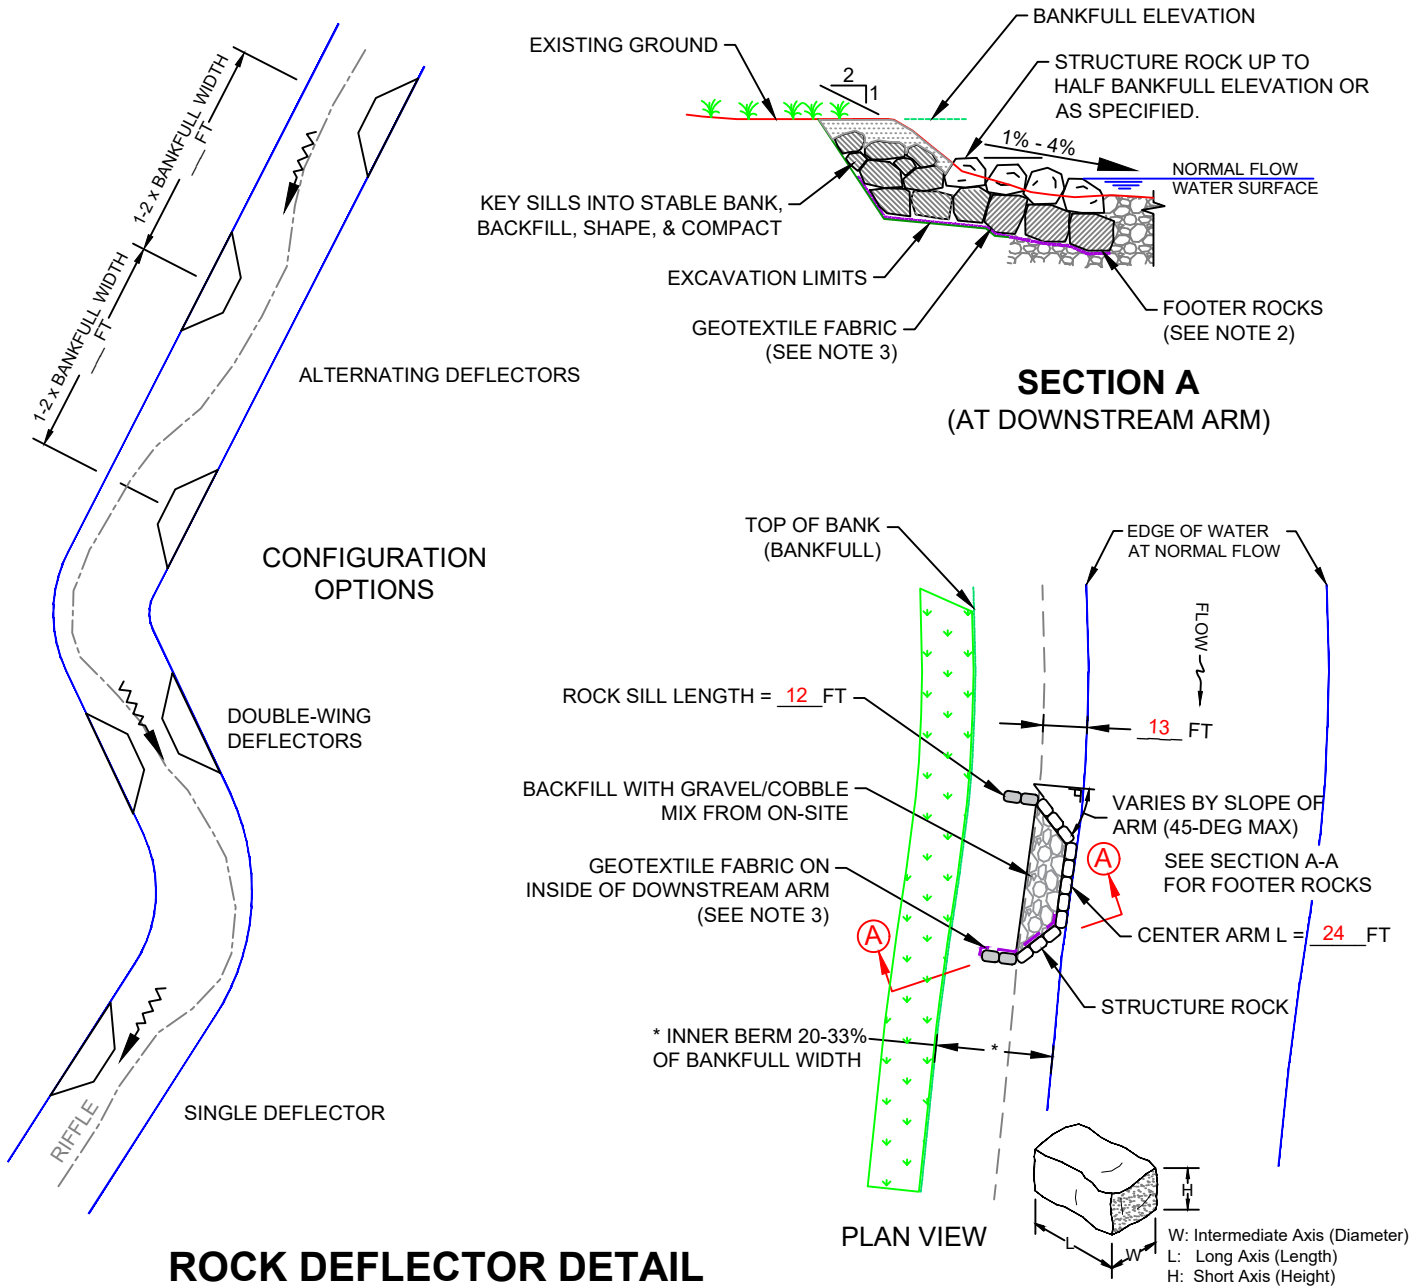 1-2 x BANKFULL WIDTH
___ FT
1-2 x BANKFULL WIDTH
___ FT
ALTERNATING DEFLECTORS
CONFIGURATION
OPTIONS
DOUBLE-WING
DEFLECTORS
SINGLE DEFLECTOR
RIFFLE
BANKFULL ELEVATION
EXISTING GROUND
STRUCTURE ROCK UP TO
HALF BANKFULL ELEVATION OR
AS SPECIFIED.
2
1
1% - 4%
NORMAL FLOW
WATER SURFACE
KEY SILLS INTO STABLE BANK,
BACKFILL, SHAPE, & COMPACT
EXCAVATION LIMITS
GEOTEXTILE FABRIC
(SEE NOTE 3)
FOOTER ROCKS
(SEE NOTE 2)
SECTION A
(AT DOWNSTREAM ARM)
TOP OF BANK
(BANKFULL)
EDGE OF WATER
AT NORMAL FLOW
FLOW
ROCK SILL LENGTH = 12 FT
13 FT
BACKFILL WITH GRAVEL/COBBLE
MIX FROM ON-SITE
VARIES BY SLOPE OF
ARM (45-DEG MAX)
GEOTEXTILE FABRIC ON
INSIDE OF DOWNSTREAM ARM
(SEE NOTE 3)
A
SEE SECTION A-A
FOR FOOTER ROCKS
A
CENTER ARM L = 24 FT
STRUCTURE ROCK
* INNER BERM 20-33%
OF BANKFULL WIDTH
*
PLAN VIEW
H
L
W
W: Intermediate Axis (Diameter)
L: Long Axis (Length)
H: Short Axis (Height)
ROCK DEFLECTOR DETAIL